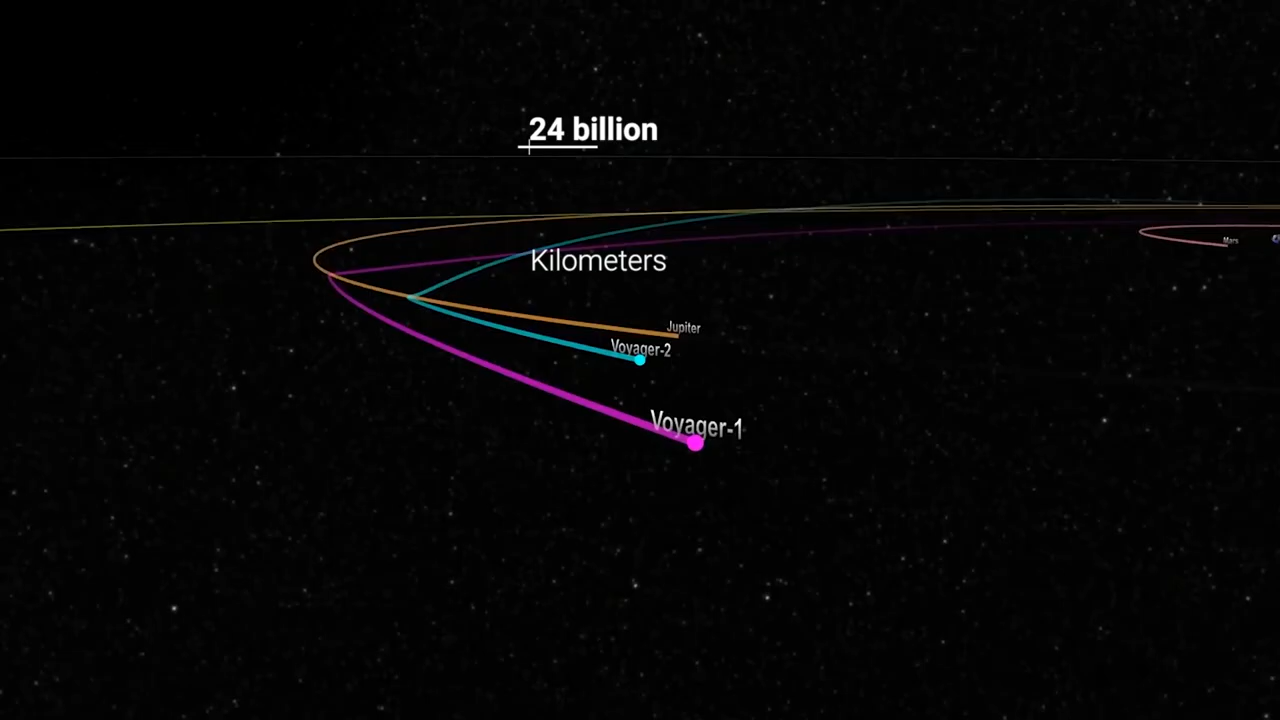 24 billion
Kilometers
Mars
Jupiter
Voyager-2
Voyager-1